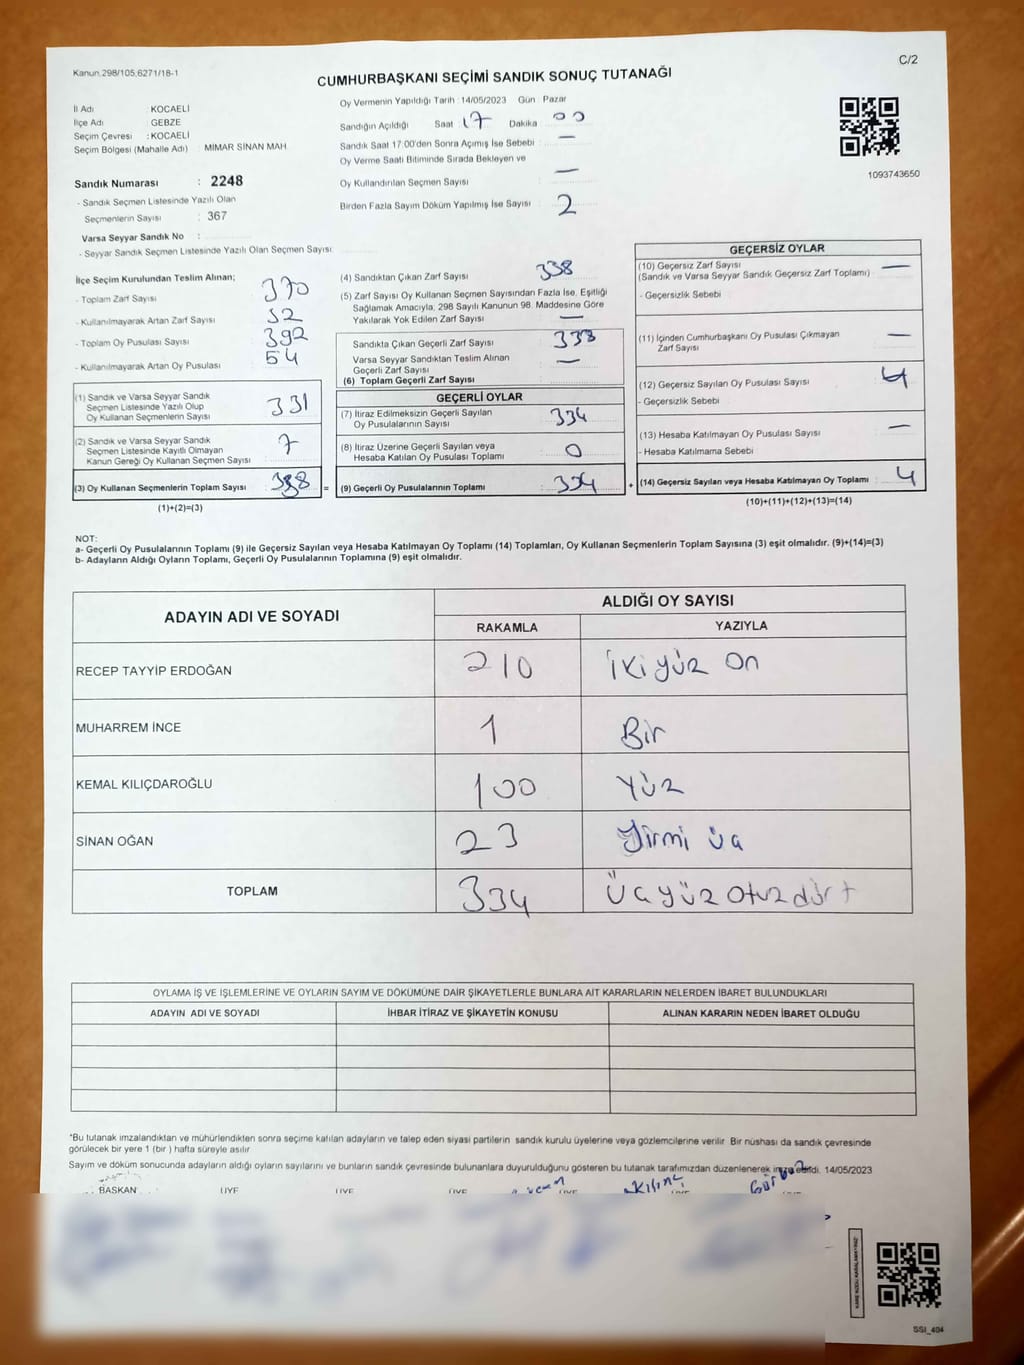 Kanun.298/105;6271/18-1
C/2
CUMHURBAŞKANI SEÇİMİ SANDIK SONUÇ TUTANAĞI
İl Adı : KOCAELİ
İlçe Adı : GEBZE
Seçim Çevresi : KOCAELİ
Seçim Bölgesi (Mahalle Adı) : MİMAR SİNAN MAH
Sandık Numarası : 2248
- Sandık Seçmen Listesinde Yazılı Olan
Seçmenlerin Sayısı : 367
Varsa Seyyar Sandık No :
- Seyyar Sandık Seçmen Listesinde Yazılı Olan Seçmen Sayısı:
Oy Vermenin Yapıldığı Tarih : 14/05/2023 Gün Pazar
Sandığın Açıldığı Saat : 17 Dakika : 00
Sandık Saat 17:00'den Sonra Açımış İse Sebebi : —
Oy Verme Saati Bitiminde Sırada Bekleyen ve
Oy Kullandırılan Seçmen Sayısı : —
Birden Fazla Sayım Döküm Yapılmış İse Sayısı : 2
1093743650
İlçe Seçim Kurulundan Teslim Alınan;
- Toplam Zarf Sayısı : 370
- Kullanılmayarak Artan Zarf Sayısı : 32
- Toplam Oy Pusulası Sayısı : 392
- Kullanılmayarak Artan Oy Pusulası : 54
(1) Sandık ve Varsa Seyyar Sandık
Seçmen Listesinde Yazılı Olup
Oy Kullanan Seçmenlerin Sayısı : 331
(2) Sandık ve Varsa Seyyar Sandık
Seçmen Listesinde Kayıtlı Olmayan
Kanun Gereği Oy Kullanan Seçmen Sayısı : 7
(3) Oy Kullanan Seçmenlerin Toplam Sayısı : 338 =
(1)+(2)=(3)
(4) Sandıktan Çıkan Zarf Sayısı : 338
(5) Zarf Sayısı Oy Kullanan Seçmen Sayısından Fazla İse, Eşitliği
Sağlamak Amacıyla; 298 Sayılı Kanunun 98. Maddesine Göre
Yakılarak Yok Edilen Zarf Sayısı : —
Sandıkta Çıkan Geçerli Zarf Sayısı : 338
Varsa Seyyar Sandıktan Teslim Alınan
Geçerli Zarf Sayısı : —
(6) Toplam Geçerli Zarf Sayısı :
GEÇERLİ OYLAR
(7) İtiraz Edilmeksizin Geçerli Sayılan
Oy Pusulalarının Sayısı : 334
(8) İtiraz Üzerine Geçerli Sayılan veya
Hesaba Katılan Oy Pusulası Toplamı : 0
(9) Geçerli Oy Pusulalarının Toplamı : 334 +
GEÇERSİZ OYLAR
(10) Geçersiz Zarf Sayısı : —
(Sandık ve Varsa Seyyar Sandık Geçersiz Zarf Toplamı)
- Geçersizlik Sebebi :
(11) İçinden Cumhurbaşkanı Oy Pusulası Çıkmayan
Zarf Sayısı : —
(12) Geçersiz Sayılan Oy Pusulası Sayısı : 4
- Geçersizlik Sebebi :
(13) Hesaba Katılmayan Oy Pusulası Sayısı : —
- Hesaba Katılmama Sebebi :
(14) Geçersiz Sayılan veya Hesaba Katılmayan Oy Toplamı : 4
(10)+(11)+(12)+(13)=(14)
NOT:
a- Geçerli Oy Pusulalarının Toplamı (9) ile Geçersiz Sayılan veya Hesaba Katılmayan Oy Toplamı (14) Toplamları, Oy Kullanan Seçmenlerin Toplam Sayısına (3) eşit olmalıdır. (9)+(14)=(3)
b- Adayların Aldığı Oyların Toplamı, Geçerli Oy Pusulalarının Toplamına (9) eşit olmalıdır.
ADAYIN ADI VE SOYADI
ALDIĞI OY SAYISI
RAKAMLA YAZIYLA
RECEP TAYYİP ERDOĞAN 210 İki yüz On
MUHARREM İNCE 1 Bir
KEMAL KILIÇDAROĞLU 100 Yüz
SİNAN OĞAN 23 Yirmi üç
TOPLAM 334 Üçyüz Otuzdört
OYLAMA İŞ VE İŞLEMLERİNE VE OYLARIN SAYIM VE DÖKÜMÜNE DAİR ŞİKAYETLERLE BUNLARA AİT KARARLARIN NELERDEN İBARET BULUNDUKLARI
ADAYIN ADI VE SOYADI İHBAR İTİRAZ VE ŞİKAYETİN KONUSU ALINAN KARARIN NEDEN İBARET OLDUĞU
*Bu tutanak imzalandıktan ve mühürlendikten sonra seçime katılan adayların ve talep eden siyasi partilerin sandık kurulu üyelerine veya gözlemcilerine verilir. Bir nüshası da sandık çevresinde
görülecek bir yere 1 (bir ) hafta süreyle asılır
Sayım ve döküm sonucunda adayların aldığı oyların sayılarını ve bunların sandık çevresinde bulunanlara duyurulduğunu gösteren bu tutanak tarafımızdan düzenlenerek imza edildi. 14/05/2023
BAŞKAN ÜYE ÜYE ÜYE ÜYE ÜYE
SSI_404